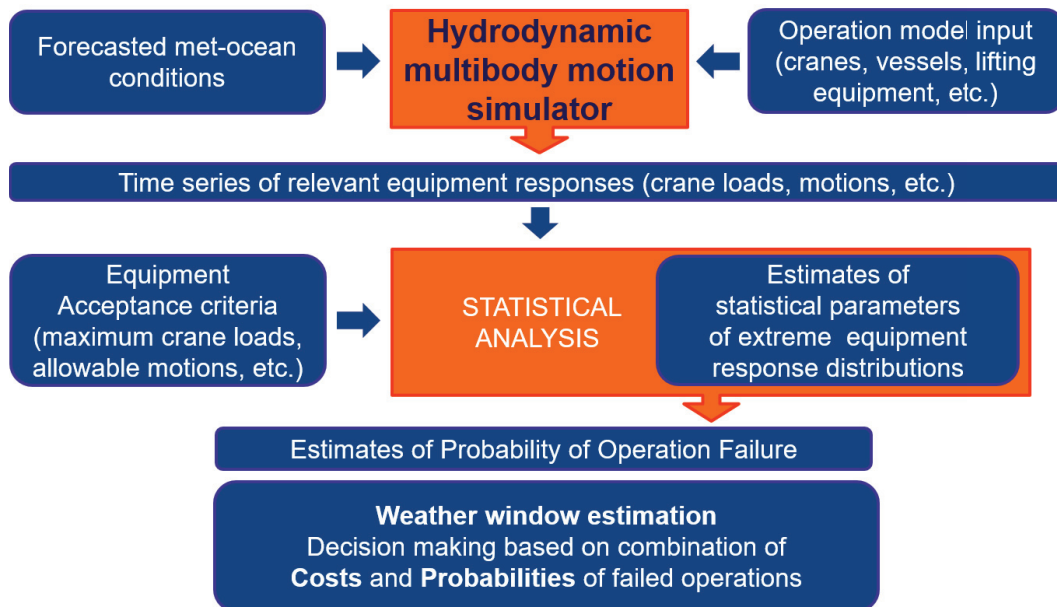 Forecasted met-ocean
conditions
Hydrodynamic
multibody motion
simulator
Operation model input
(cranes, vessels, lifting
equipment, etc.)
Time series of relevant equipment responses (crane loads, motions, etc.)
Equipment
Acceptance criteria
(maximum crane loads,
allowable motions, etc.)
STATISTICAL
ANALYSIS
Estimates of
statistical parameters
of extreme equipment
response distributions
Estimates of Probability of Operation Failure
Weather window estimation
Decision making based on combination of
Costs and Probabilities of failed operations